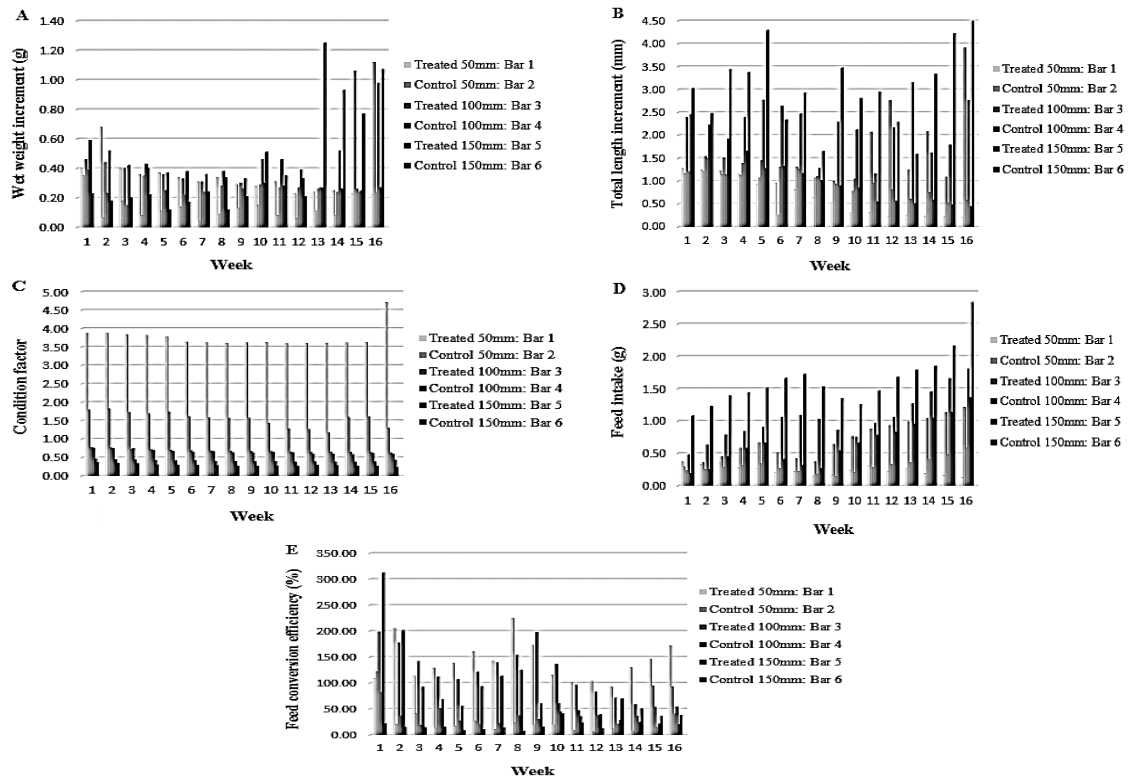 A
Wet weight increment (g)
1.40
1.20
1.00
0.80
0.60
0.40
0.20
0.00
1 2 3 4 5 6 7 8 9 10 11 12 13 14 15 16
Week
Treated 50mm: Bar 1
Control 50mm: Bar 2
Treated 100mm: Bar 3
Control 100mm: Bar 4
Treated 150mm: Bar 5
Control 150mm: Bar 6
B
Total length increment (mm)
4.50
4.00
3.50
3.00
2.50
2.00
1.50
1.00
0.50
0.00
1 2 3 4 5 6 7 8 9 10 11 12 13 14 15 16
Week
Treated 50mm: Bar 1
Control 50mm: Bar 2
Treated 100mm: Bar 3
Control 100mm: Bar 4
Treated 150mm: Bar 5
Control 150mm: Bar 6
C
Condition factor
5.00
4.50
4.00
3.50
3.00
2.50
2.00
1.50
1.00
0.50
0.00
1 2 3 4 5 6 7 8 9 10 11 12 13 14 15 16
Week
Treated 50mm: Bar 1
Control 50mm: Bar 2
Treated 100mm: Bar 3
Control 100mm: Bar 4
Treated 150mm: Bar 5
Control 150mm: Bar 6
D
Feed intake (g)
3.00
2.50
2.00
1.50
1.00
0.50
0.00
1 2 3 4 5 6 7 8 9 10 11 12 13 14 15 16
Week
Treated 50mm: Bar 1
Control 50mm: Bar 2
Treated 100mm: Bar 3
Control 100mm: Bar 4
Treated 150mm: Bar 5
Control 150mm: Bar 6
E
Feed conversion efficiency (%)
350.00
300.00
250.00
200.00
150.00
100.00
50.00
0.00
1 2 3 4 5 6 7 8 9 10 11 12 13 14 15 16
Week
Treated 50mm: Bar 1
Control 50mm: Bar 2
Treated 100mm: Bar 3
Control 100mm: Bar 4
Treated 150mm: Bar 5
Control 150mm: Bar 6